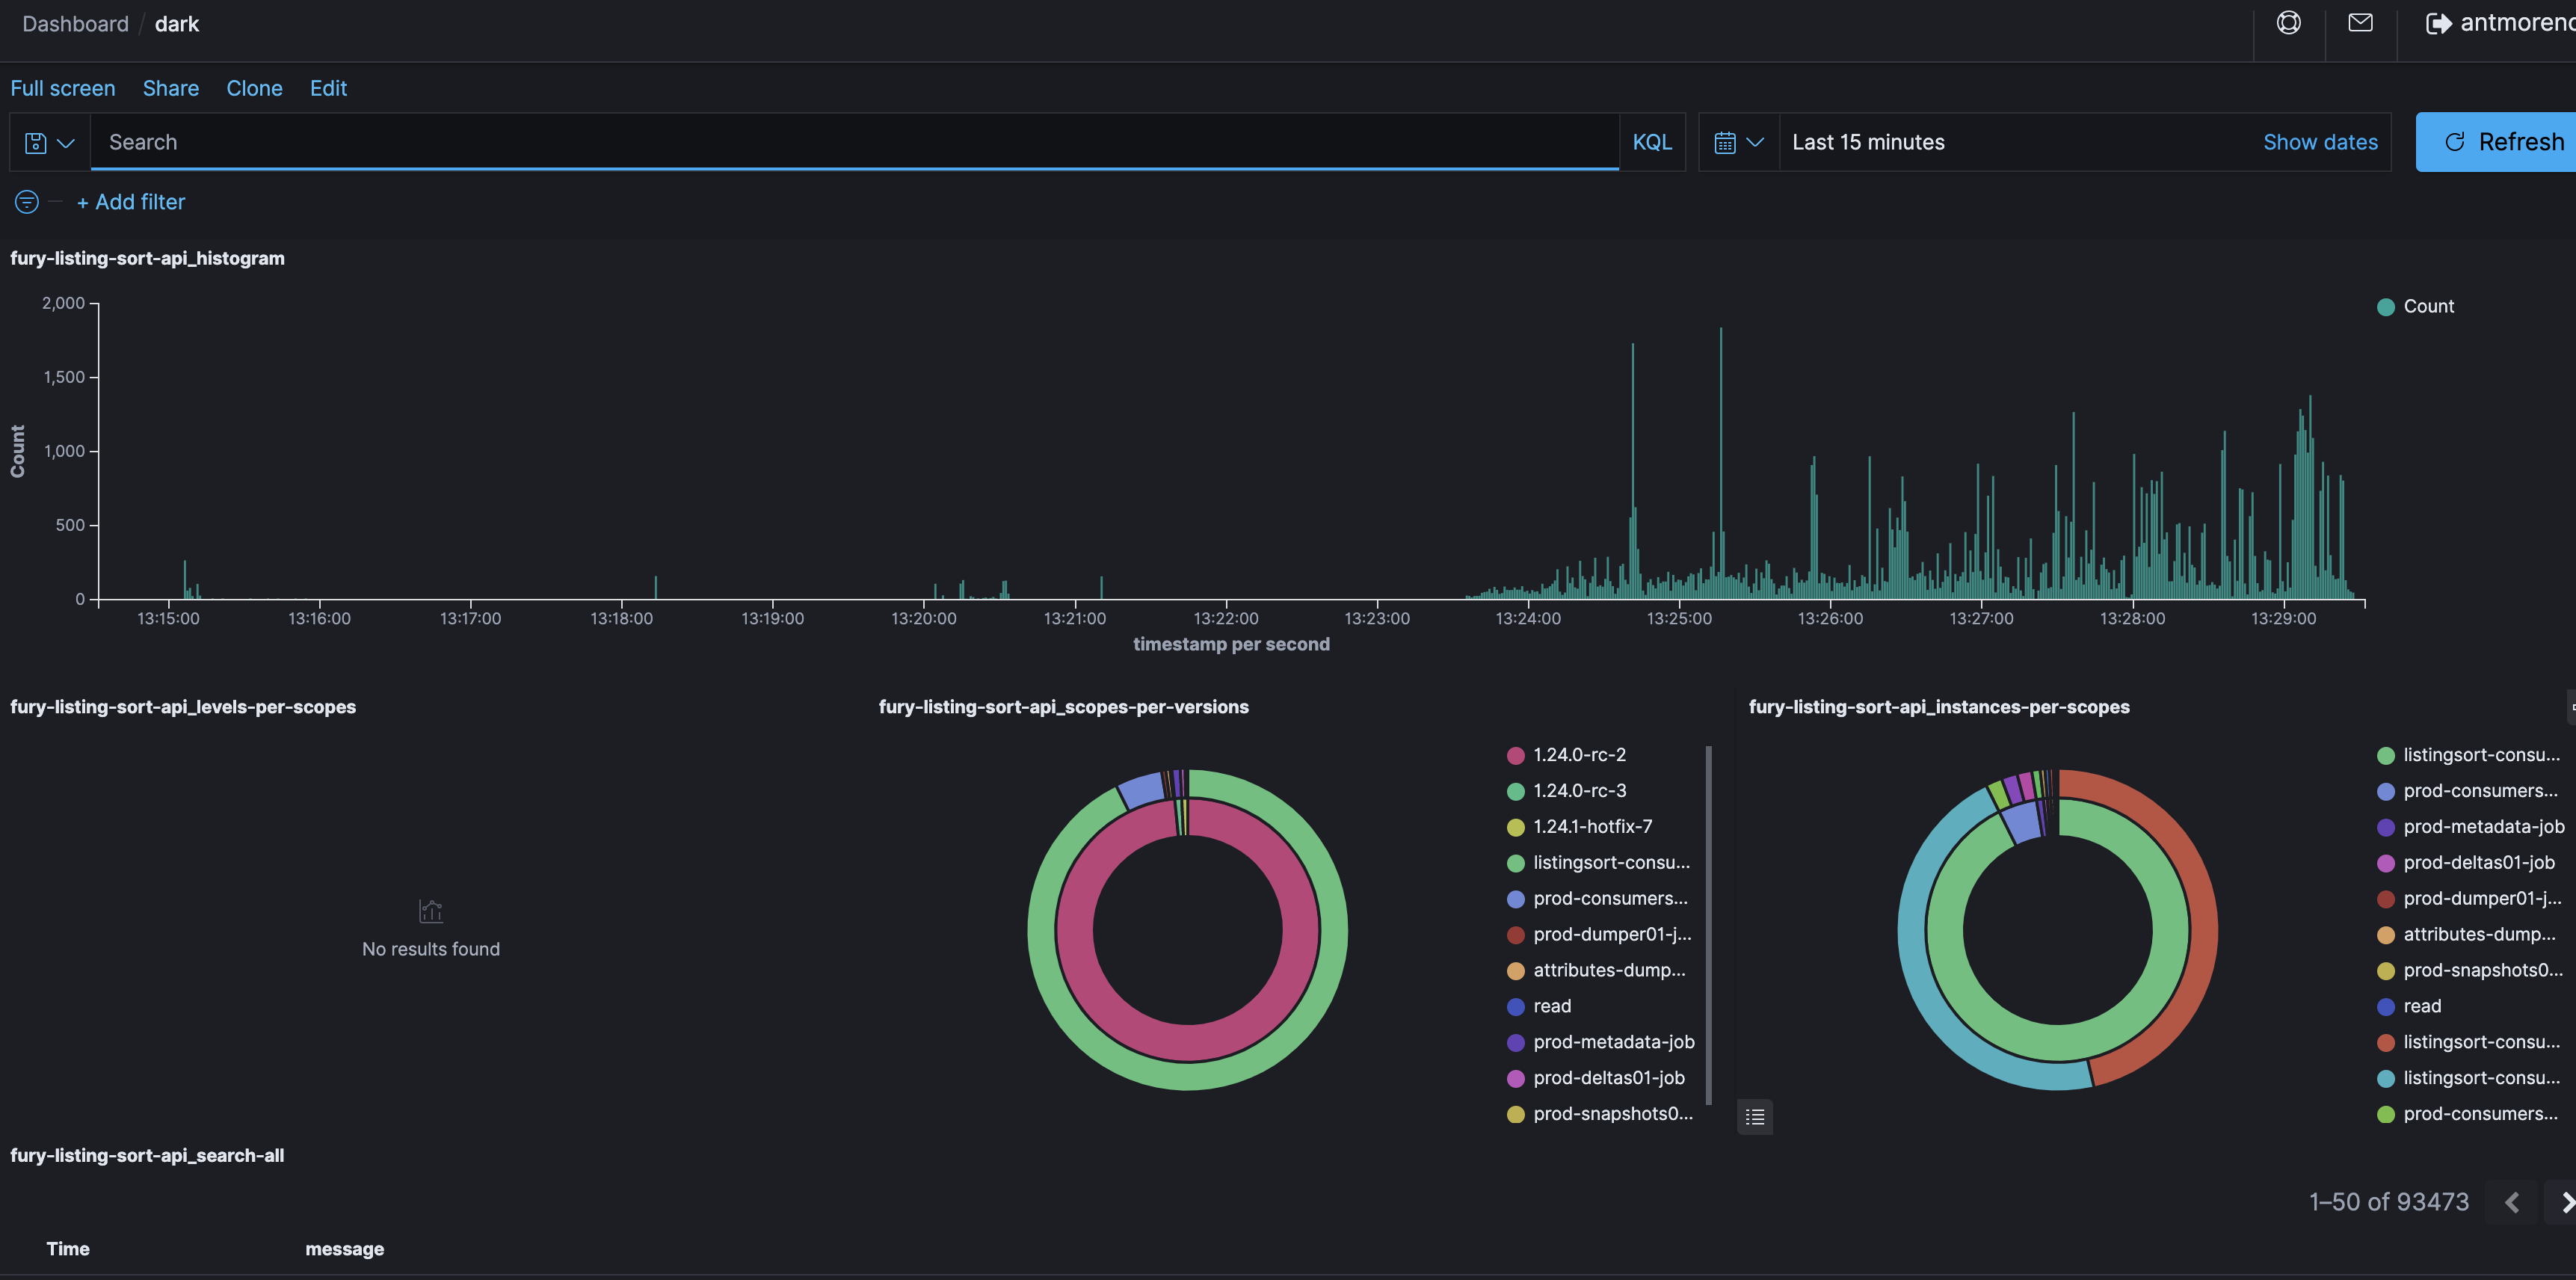 Dashboard / dark
antmoreno
Full screen Share Clone Edit
Search KQL Last 15 minutes Show dates Refresh
+ Add filter
fury-listing-sort-api_histogram
2,000
1,500
1,000
500
0
Count
Count
13:15:00 13:16:00 13:17:00 13:18:00 13:19:00 13:20:00 13:21:00 13:22:00 13:23:00 13:24:00 13:25:00 13:26:00 13:27:00 13:28:00 13:29:00
timestamp per second
fury-listing-sort-api_levels-per-scopes
No results found
fury-listing-sort-api_scopes-per-versions
1.24.0-rc-2
1.24.0-rc-3
1.24.1-hotfix-7
listingsort-consu...
prod-consumers...
prod-dumper01-j...
attributes-dump...
read
prod-metadata-job
prod-deltas01-job
prod-snapshots0...
fury-listing-sort-api_instances-per-scopes
listingsort-consu...
prod-consumers...
prod-metadata-job
prod-deltas01-job
prod-dumper01-j...
attributes-dump...
prod-snapshots0...
read
listingsort-consu...
listingsort-consu...
prod-consumers...
fury-listing-sort-api_search-all
1–50 of 93473
Time message